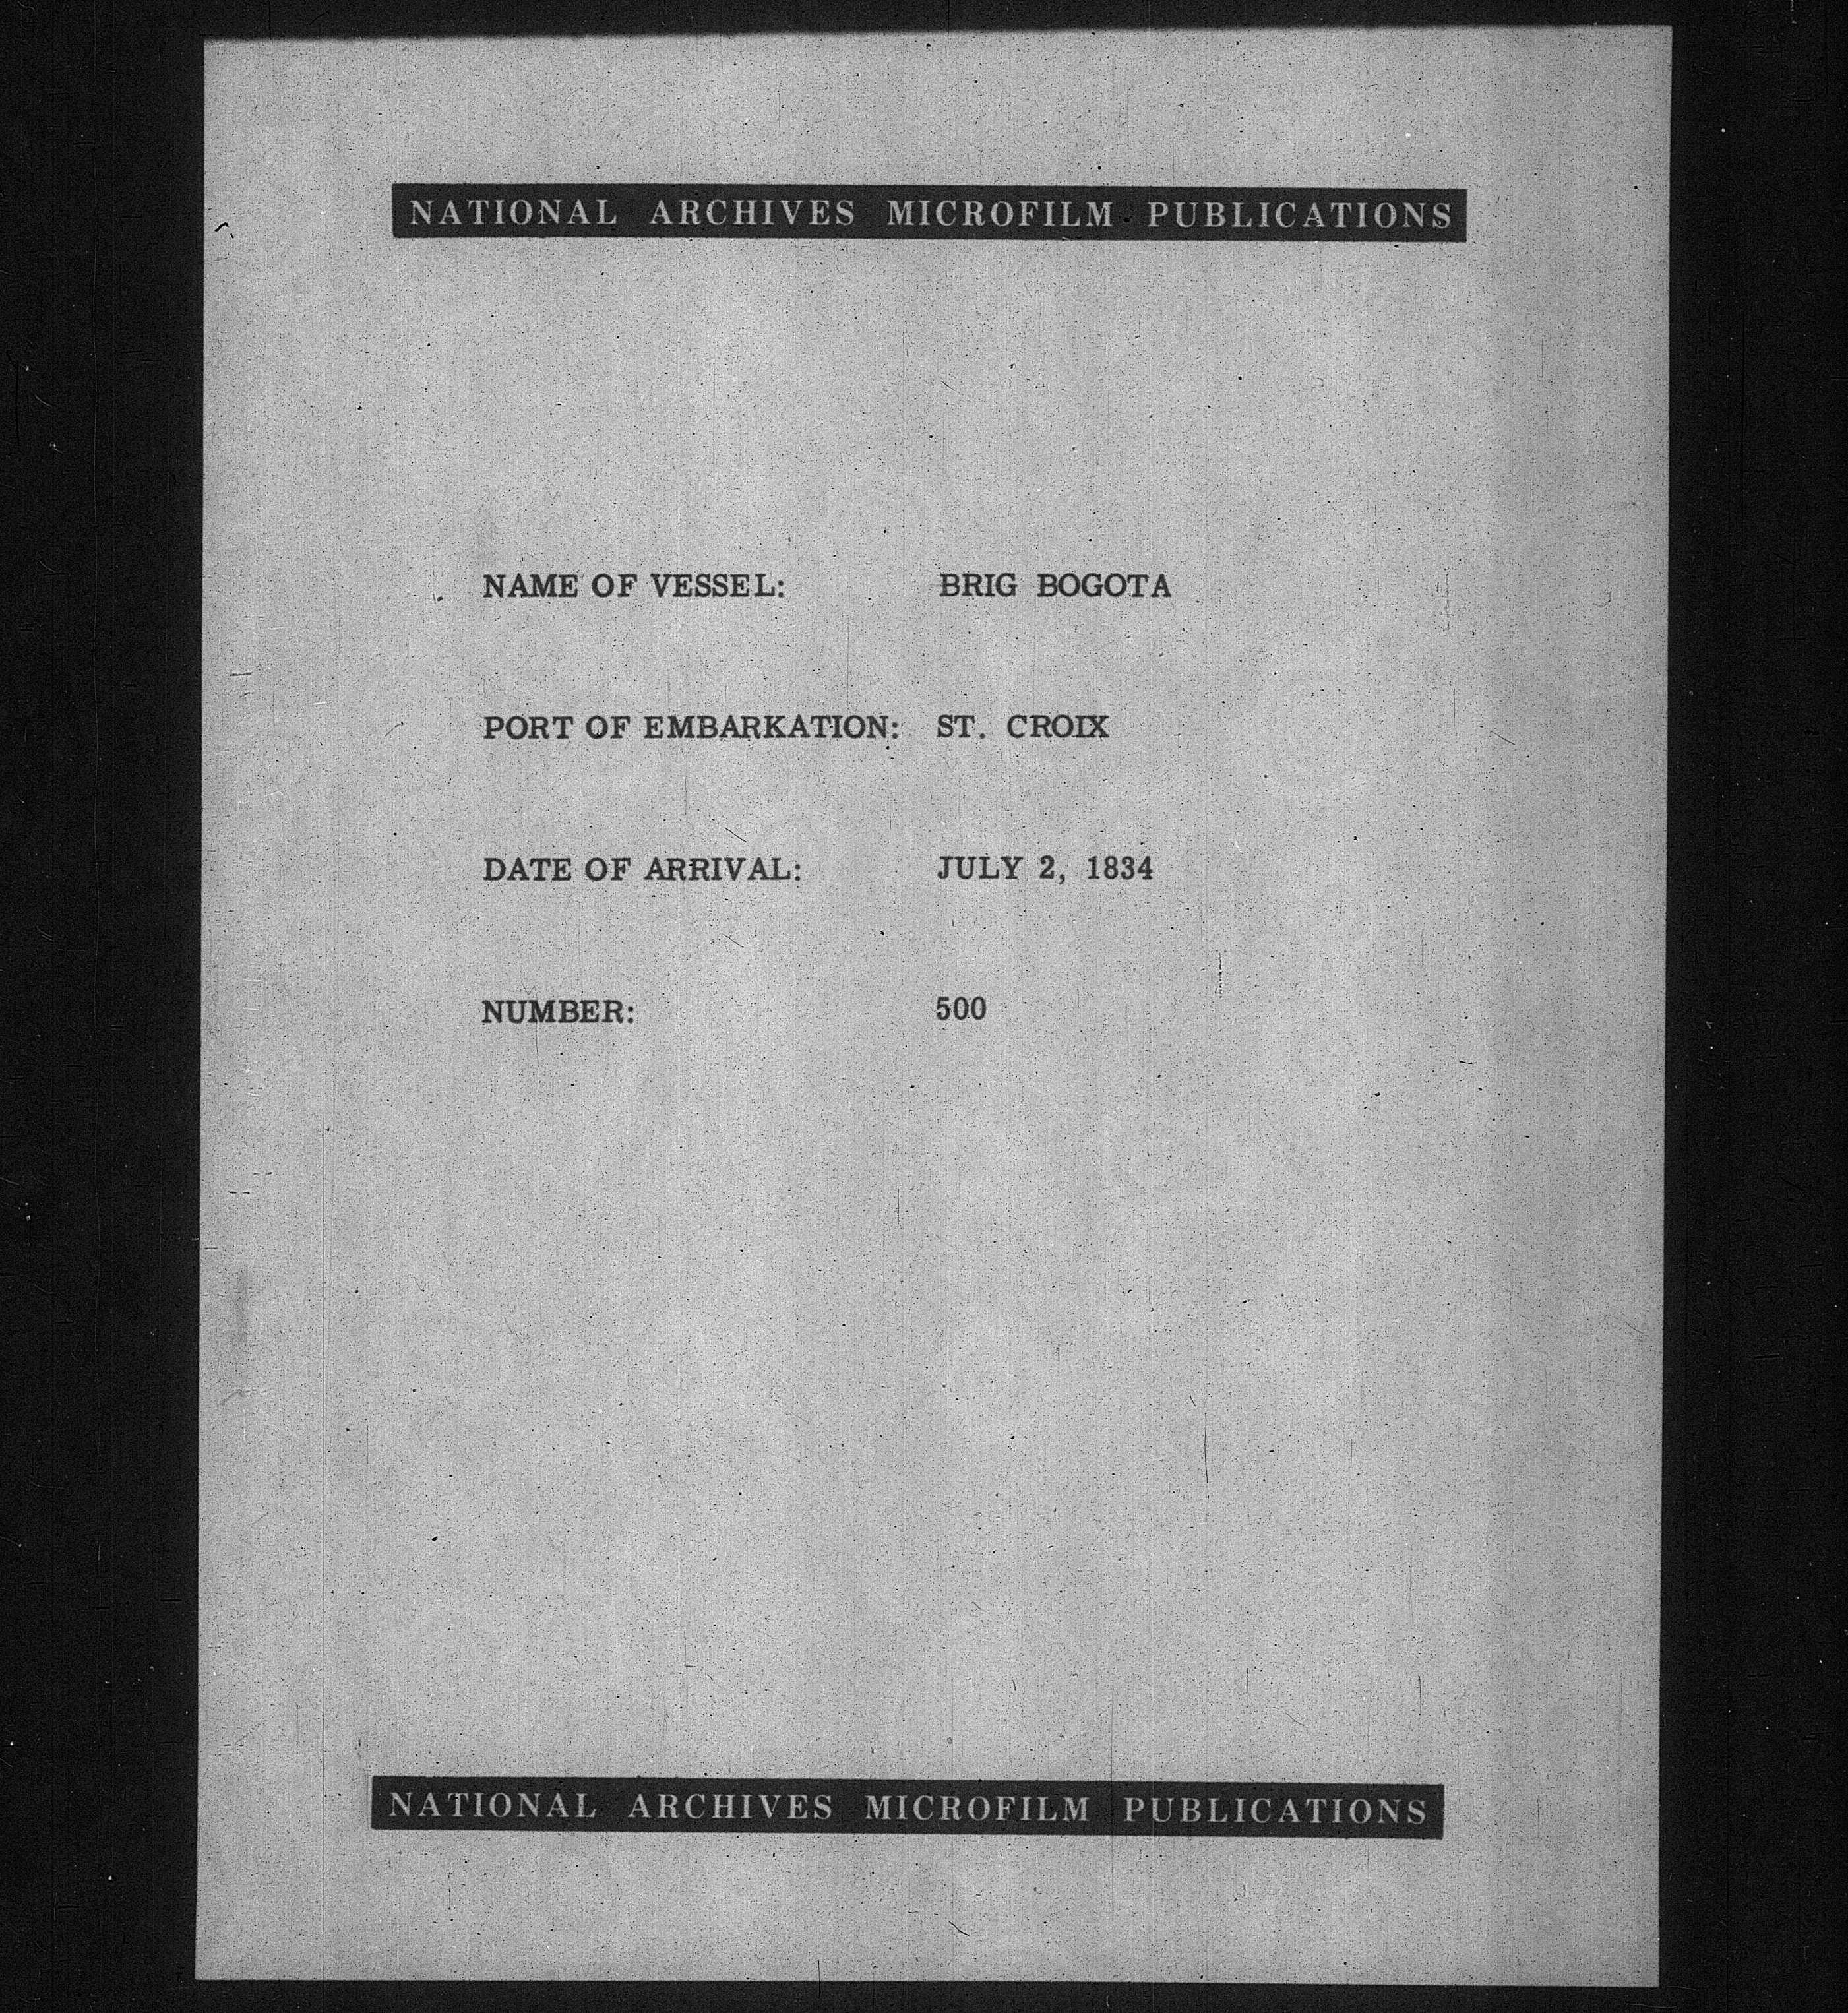 NATIONAL ARCHIVES MICROFILM PUBLICATIONS
NAME OF VESSEL: BRIG BOGOTA
PORT OF EMBARKATION: ST. CROIX
DATE OF ARRIVAL: JULY 2, 1834
NUMBER: 500
NATIONAL ARCHIVES MICROFILM PUBLICATIONS